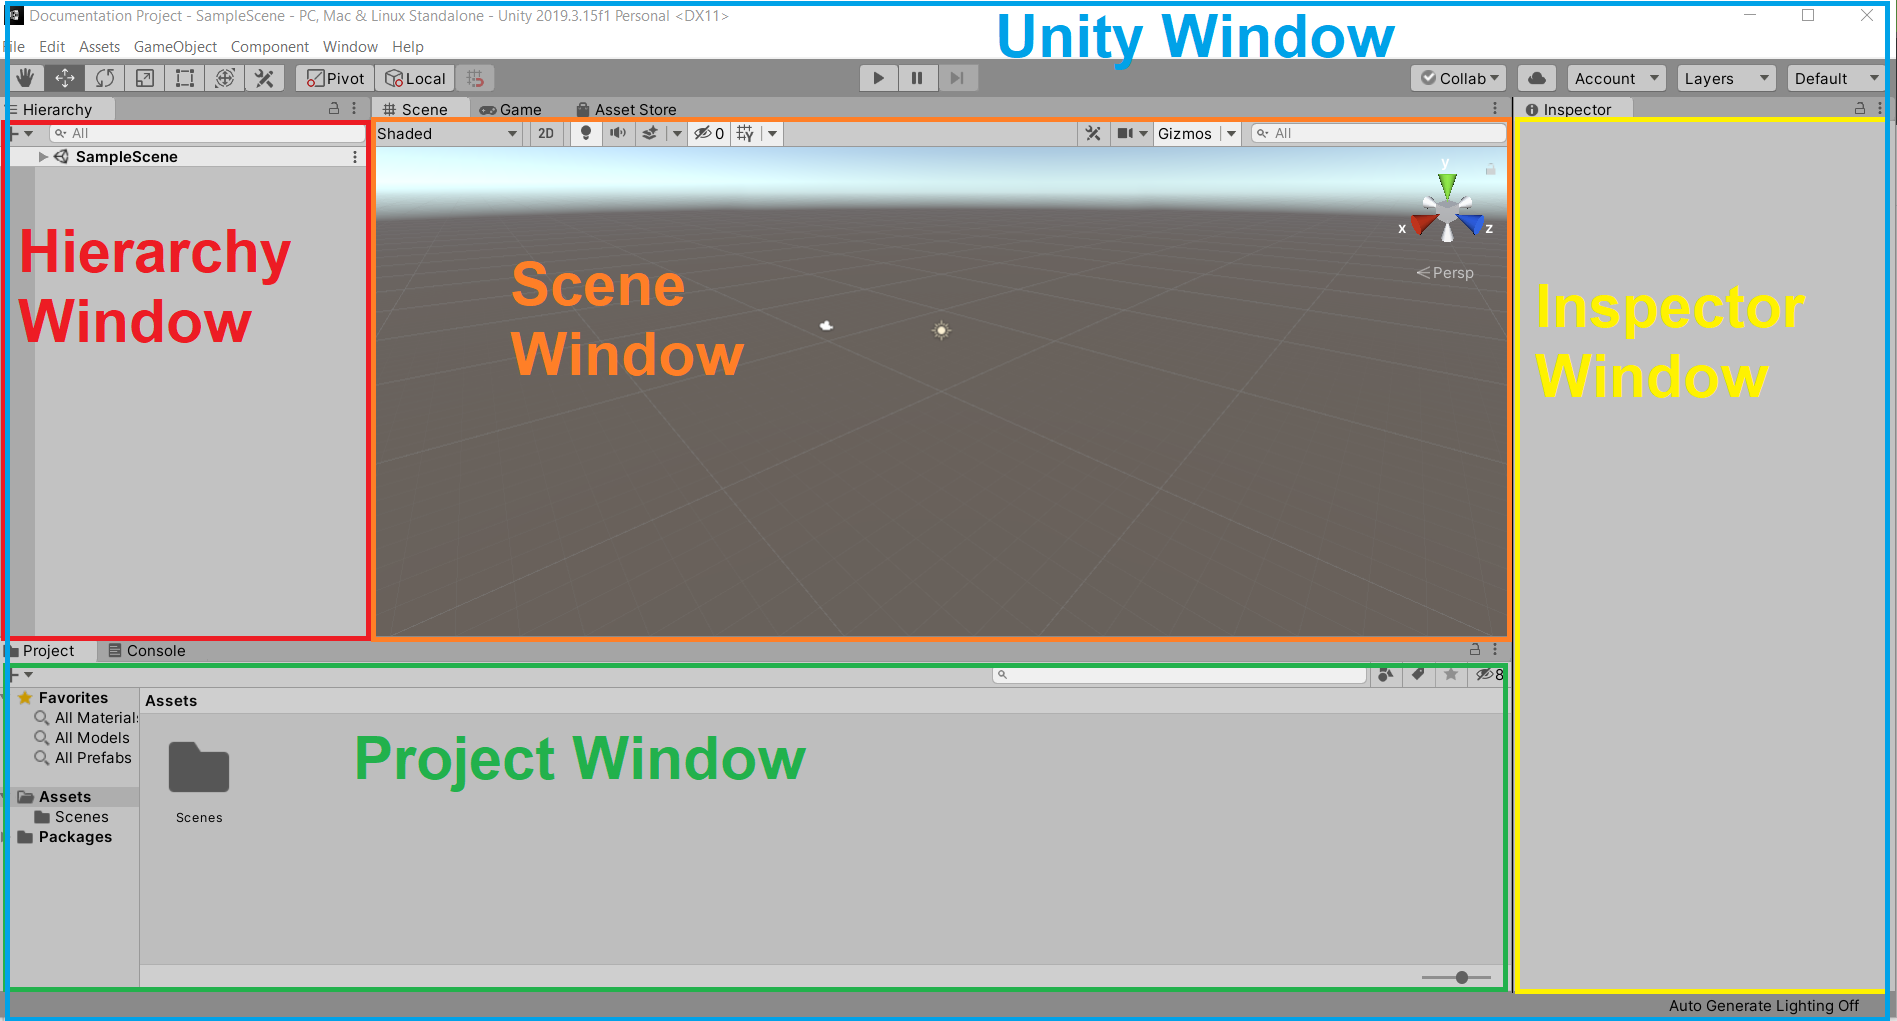 Documentation Project - SampleScene - PC, Mac & Linux Standalone - Unity 2019.3.15f1 Personal <DX11>
Unity Window
File Edit Assets GameObject Component Window Help
Pivot Local
Collab Account Layers Default
Hierarchy
Scene Game Asset Store
Inspector
All
Shaded 2D 0 Gizmos All
SampleScene
y
x z
Persp
Hierarchy
Window
Scene
Window
Inspector
Window
Project Console
8
Favorites
All Materials
All Models
All Prefabs
Assets
Scenes
Packages
Assets
Project Window
Scenes
Auto Generate Lighting Off